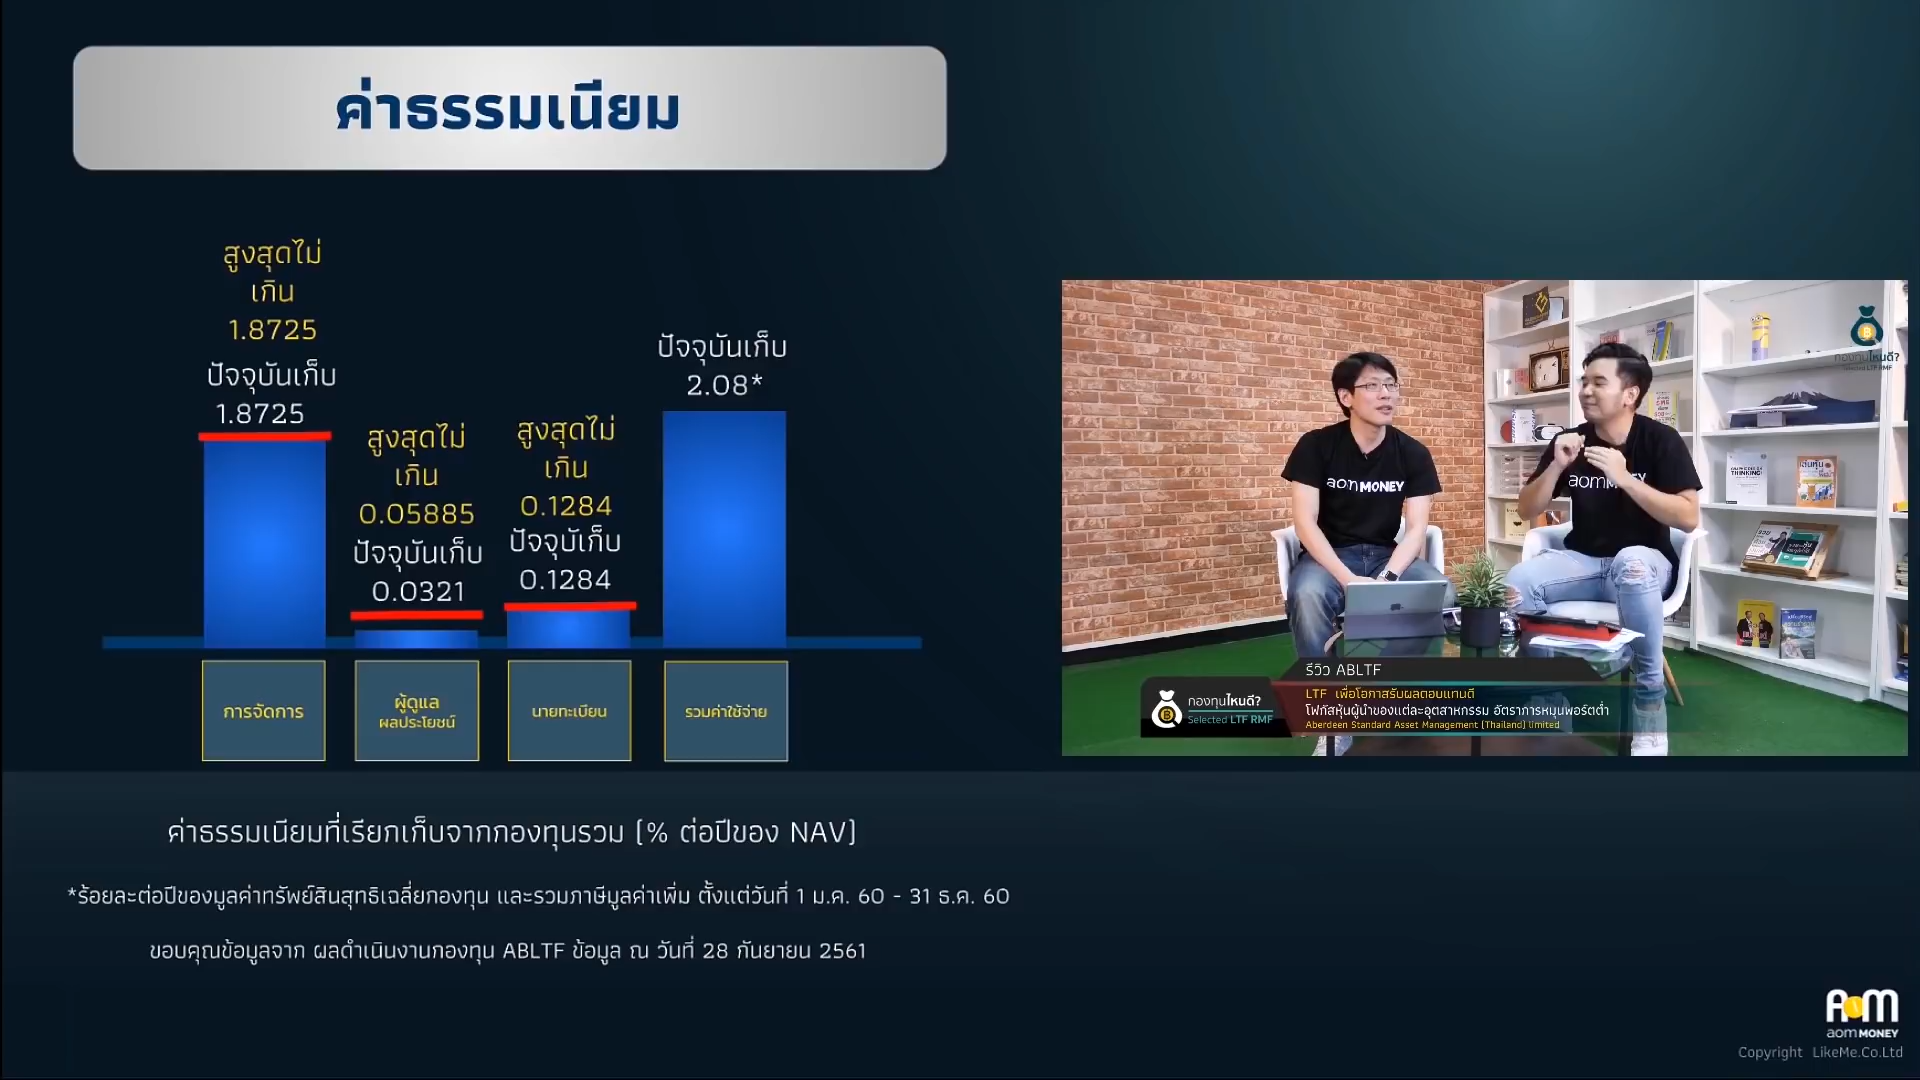 ค่าธรรมเนียม
สูงสุดไม่
เกิน
1.8725
ปัจจุบันเก็บ
1.8725
สูงสุดไม่
เกิน
0.05885
ปัจจุบันเก็บ
0.0321
สูงสุดไม่
เกิน
0.1284
ปัจจุบัเก็บ
0.1284
ปัจจุบันเก็บ
2.08*
การจัดการ
ผู้ดูแล
ผลประโยชน์
นายทะเบียน
รวมค่าใช้จ่าย
ค่าธรรมเนียมที่เรียกเก็บจากกองทุนรวม (% ต่อปีของ NAV)
*ร้อยละต่อปีของมูลค่าทรัพย์สินสุทธิเฉลี่ยกองทุน และรวมภาษีมูลค่าเพิ่ม ตั้งแต่วันที่ 1 ม.ค. 60 - 31 ธ.ค. 60
ขอบคุณข้อมูลจาก ผลดำเนินงานกองทุน ABLTF ข้อมูล ณ วันที่ 28 กันยายน 2561
กองทุนไหนดี?
Selected LTF RMF
aomMONEY
aomM
THINKING!
รีวิว ABLTF
LTF เพื่อโอกาสรับผลตอบแทนดี
โฟกัสหุ้นผู้นำของแต่ละอุตสาหกรรม อัตราการหมุนพอร์ตต่ำ
Aberdeen Standard Asset Management (Thailand) limited
กองทุนไหนดี?
Selected LTF RMF
AOM
aomMONEY
Copyright LikeMe.Co.Ltd